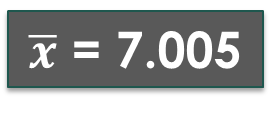 x̅ = 7.005